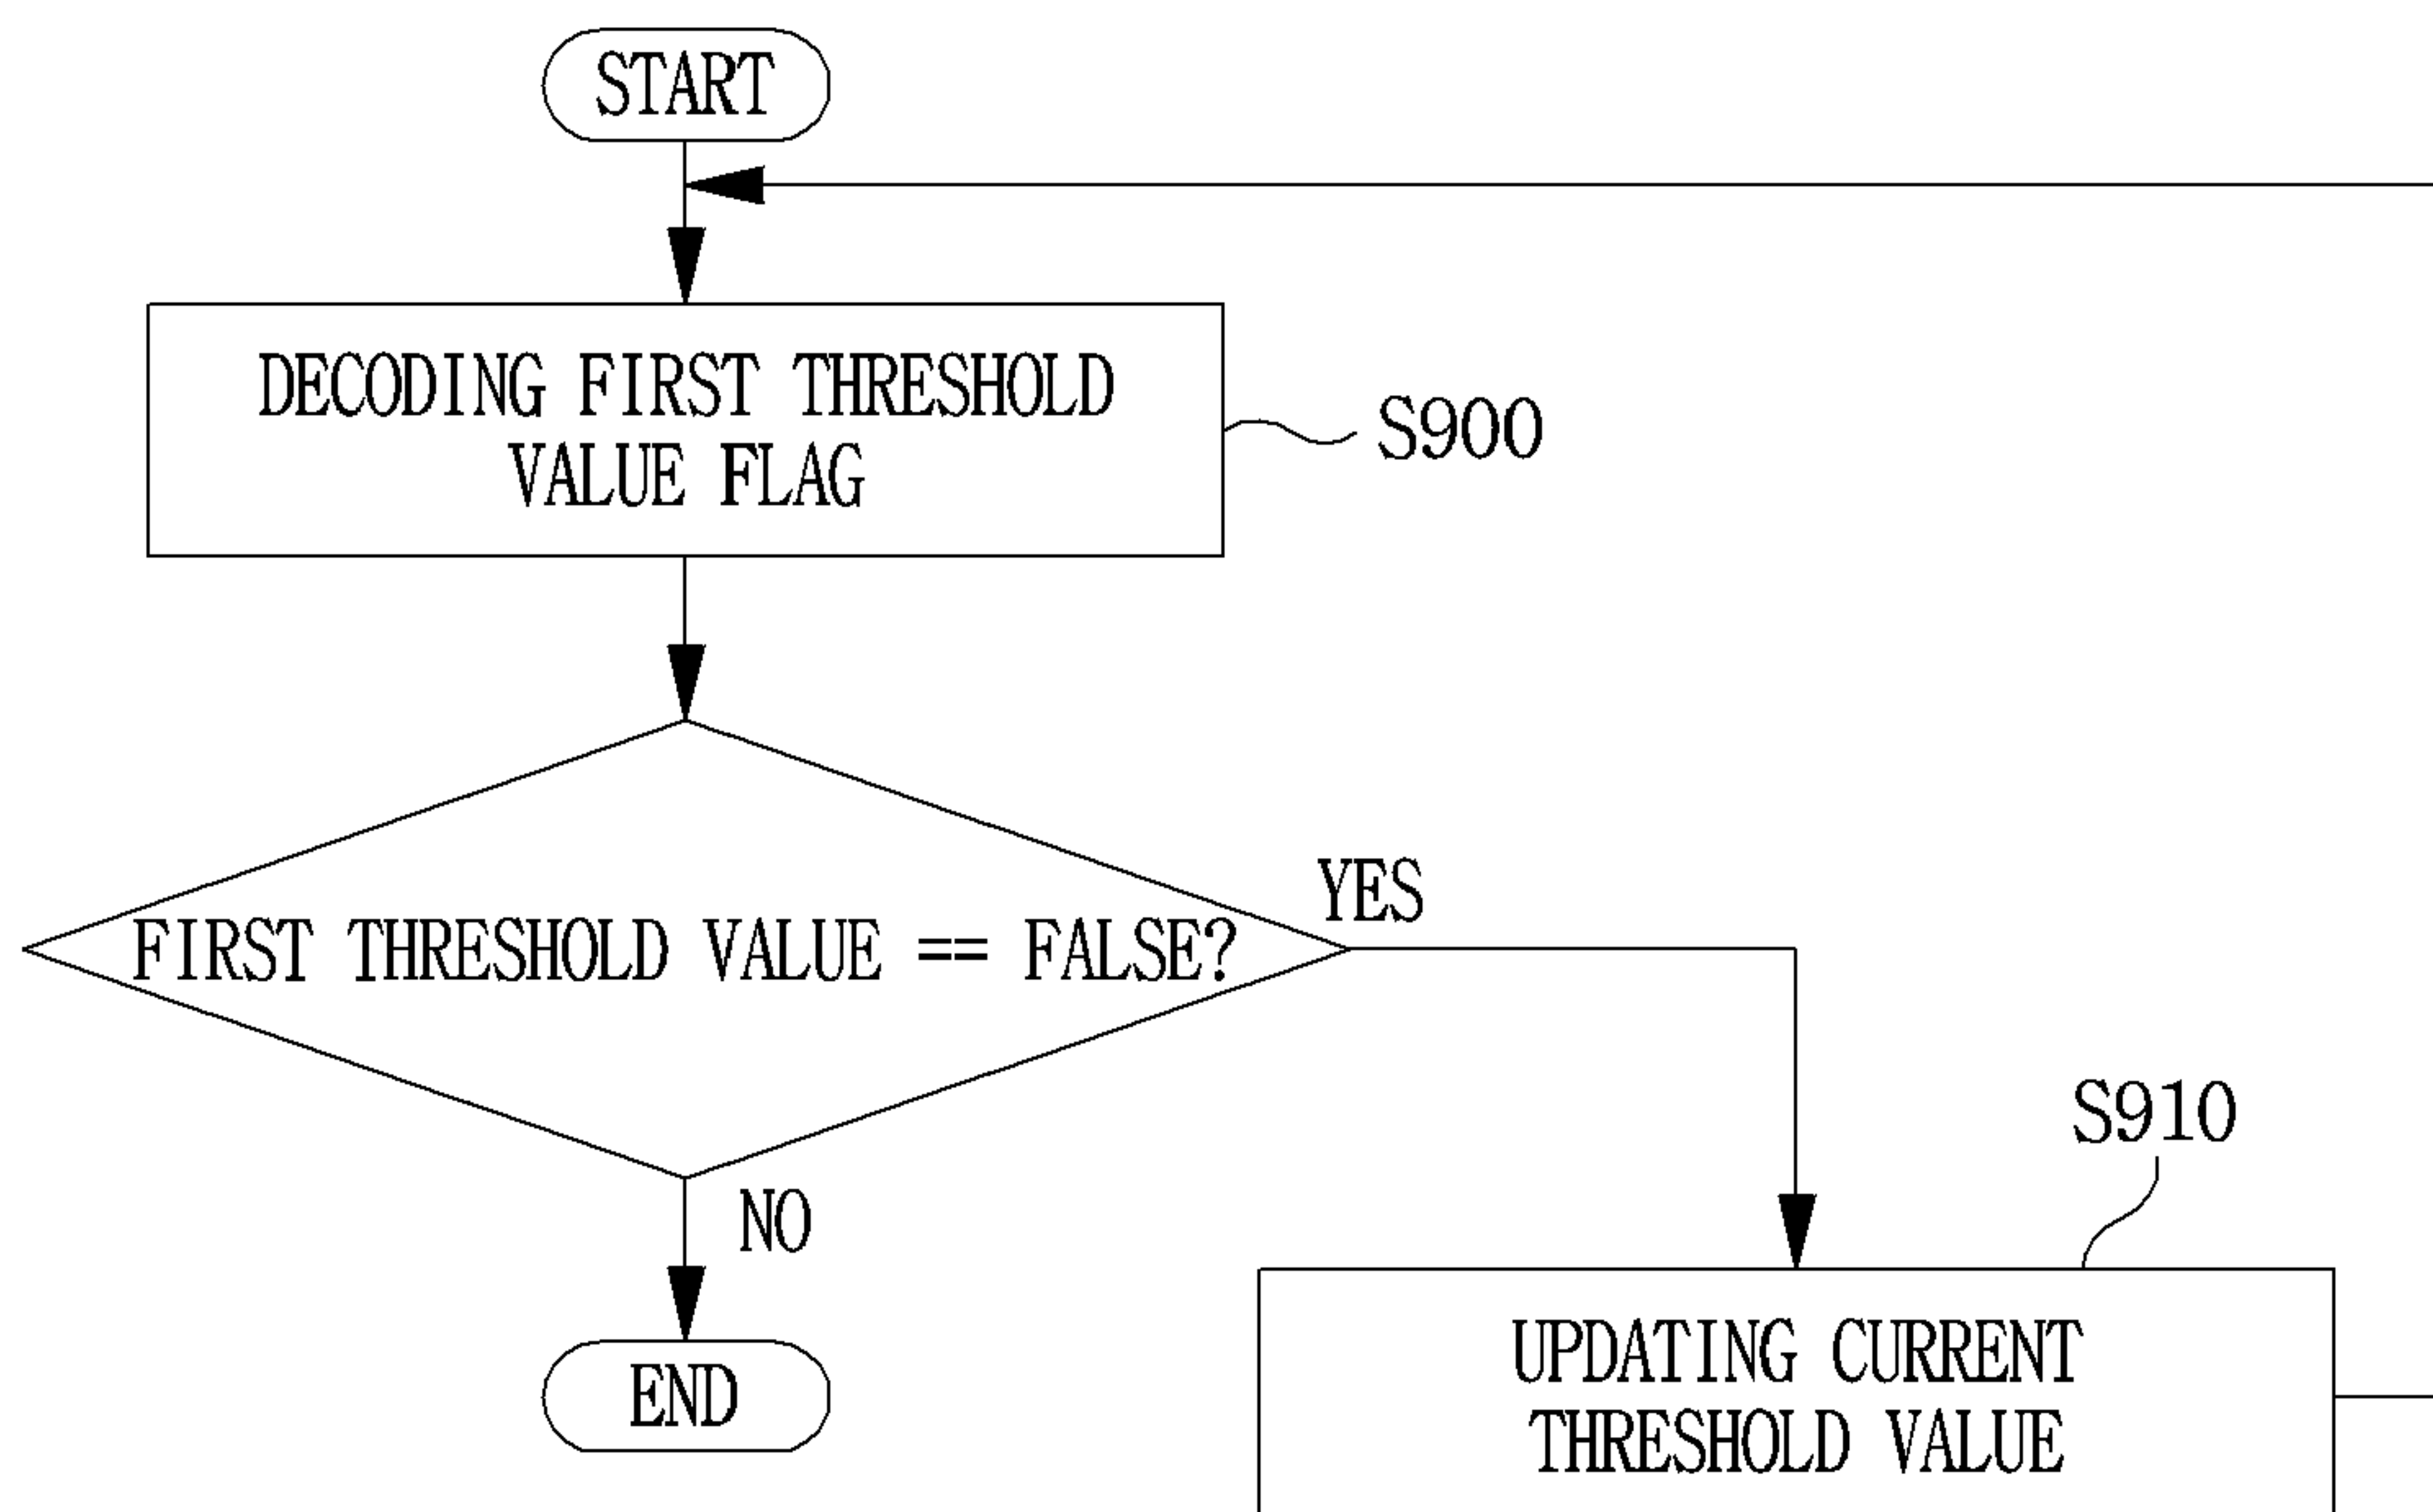 START
DECODING FIRST THRESHOLD
VALUE FLAG
S900
FIRST THRESHOLD VALUE == FALSE?
YES
NO
S910
UPDATING CURRENT
THRESHOLD VALUE
END